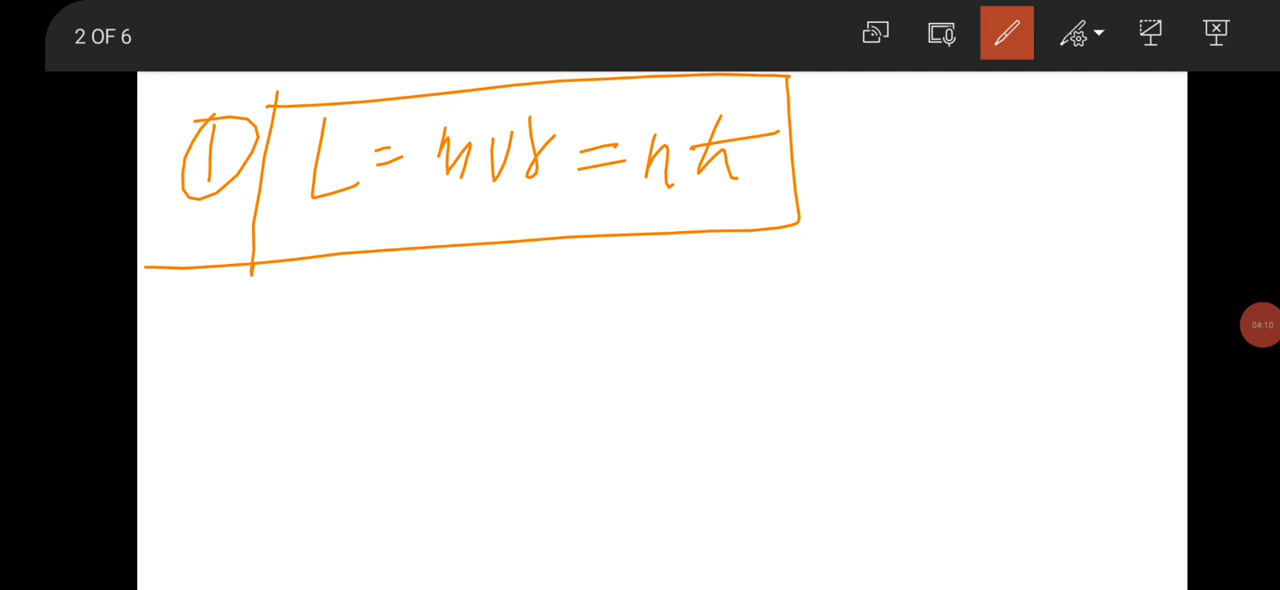 2 OF 6
① L = mvr = nℏ
04:10